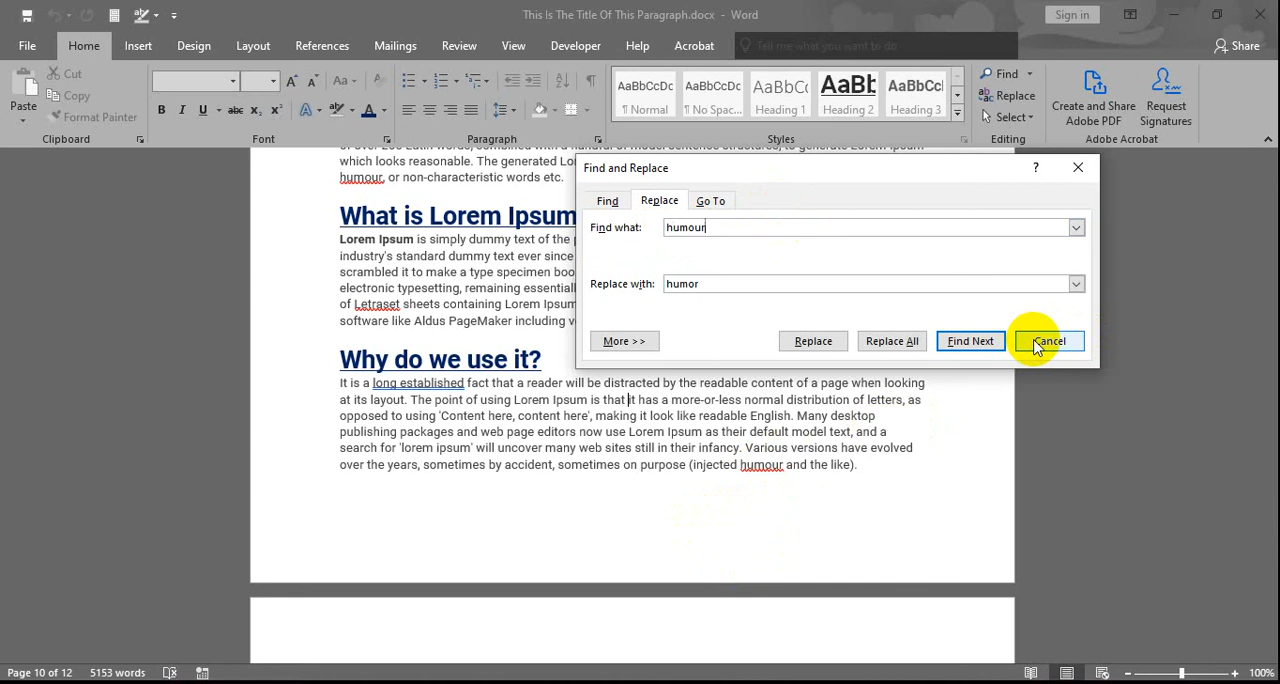 This Is The Title Of This Paragraph.docx - Word
Sign in
File Home Insert Design Layout References Mailings Review View Developer Help Acrobat Tell me what you want to do Share
Paste
Cut
Copy
Format Painter
Clipboard
Aa
Font
Paragraph
AaBbCcDc AaBbCcDc AaBbCc AaBb AaBbCc
¶ Normal ¶ No Spac... Heading 1 Heading 2 Heading 3
Styles
Find
Replace
Select
Editing
Create and Share Adobe PDF
Request Signatures
Adobe Acrobat
which looks reasonable. The generated Lo
humour, or non-characteristic words etc.
What is Lorem Ipsum
Lorem Ipsum is simply dummy text of the p
industry's standard dummy text ever since
scrambled it to make a type specimen boo
electronic typesetting, remaining essentiall
of Letraset sheets containing Lorem Ipsum
software like Aldus PageMaker including ve
Find and Replace
?
Find Replace Go To
Find what: humour
Replace with: humor
More >> Replace Replace All Find Next Cancel
Why do we use it?
It is a long established fact that a reader will be distracted by the readable content of a page when looking
at its layout. The point of using Lorem Ipsum is that it has a more-or-less normal distribution of letters, as
opposed to using 'Content here, content here', making it look like readable English. Many desktop
publishing packages and web page editors now use Lorem Ipsum as their default model text, and a
search for 'lorem ipsum' will uncover many web sites still in their infancy. Various versions have evolved
over the years, sometimes by accident, sometimes on purpose (injected humour and the like).
Page 10 of 12 5153 words
100%